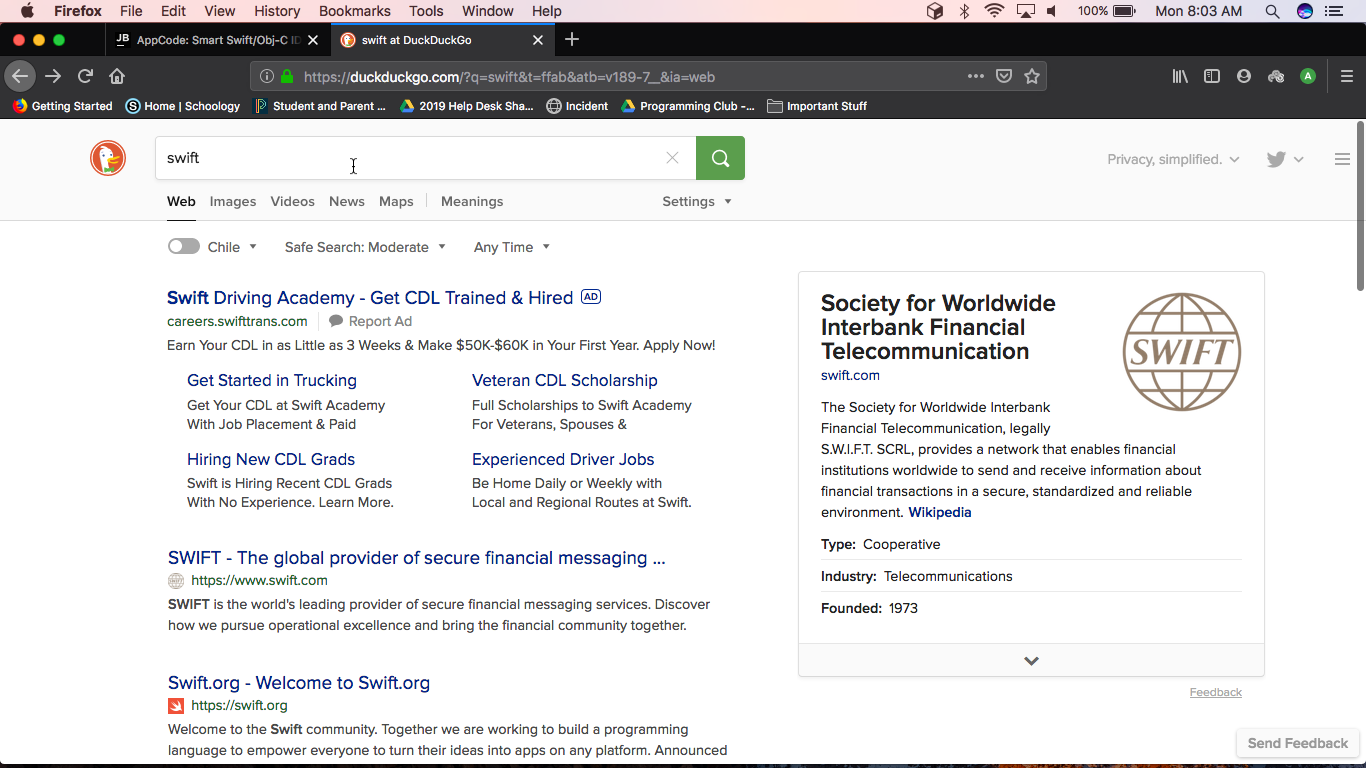 Firefox File Edit View History Bookmarks Tools Window Help 100% Mon 8:03 AM
JB AppCode: Smart Swift/Obj-C ID swift at DuckDuckGo
https://duckduckgo.com/?q=swift&t=ffab&atb=v189-7__&ia=web A
Getting Started Home | Schoology Student and Parent ... 2019 Help Desk Sha... Incident Programming Club -... Important Stuff
swift Privacy, simplified.
Web Images Videos News Maps Meanings Settings
Chile Safe Search: Moderate Any Time
Swift Driving Academy - Get CDL Trained & Hired AD
careers.swifttrans.com Report Ad
Earn Your CDL in as Little as 3 Weeks & Make $50K-$60K in Your First Year. Apply Now!
Get Started in Trucking
Get Your CDL at Swift Academy
With Job Placement & Paid
Veteran CDL Scholarship
Full Scholarships to Swift Academy
For Veterans, Spouses &
Hiring New CDL Grads
Swift is Hiring Recent CDL Grads
With No Experience. Learn More.
Experienced Driver Jobs
Be Home Daily or Weekly with
Local and Regional Routes at Swift.
SWIFT - The global provider of secure financial messaging ...
https://www.swift.com
SWIFT is the world's leading provider of secure financial messaging services. Discover
how we pursue operational excellence and bring the financial community together.
Swift.org - Welcome to Swift.org
https://swift.org
Welcome to the Swift community. Together we are working to build a programming
language to empower everyone to turn their ideas into apps on any platform. Announced
Society for Worldwide
Interbank Financial
Telecommunication
swift.com
SWIFT
The Society for Worldwide Interbank
Financial Telecommunication, legally
S.W.I.F.T. SCRL, provides a network that enables financial
institutions worldwide to send and receive information about
financial transactions in a secure, standardized and reliable
environment. Wikipedia
Type: Cooperative
Industry: Telecommunications
Founded: 1973
Feedback
Send Feedback